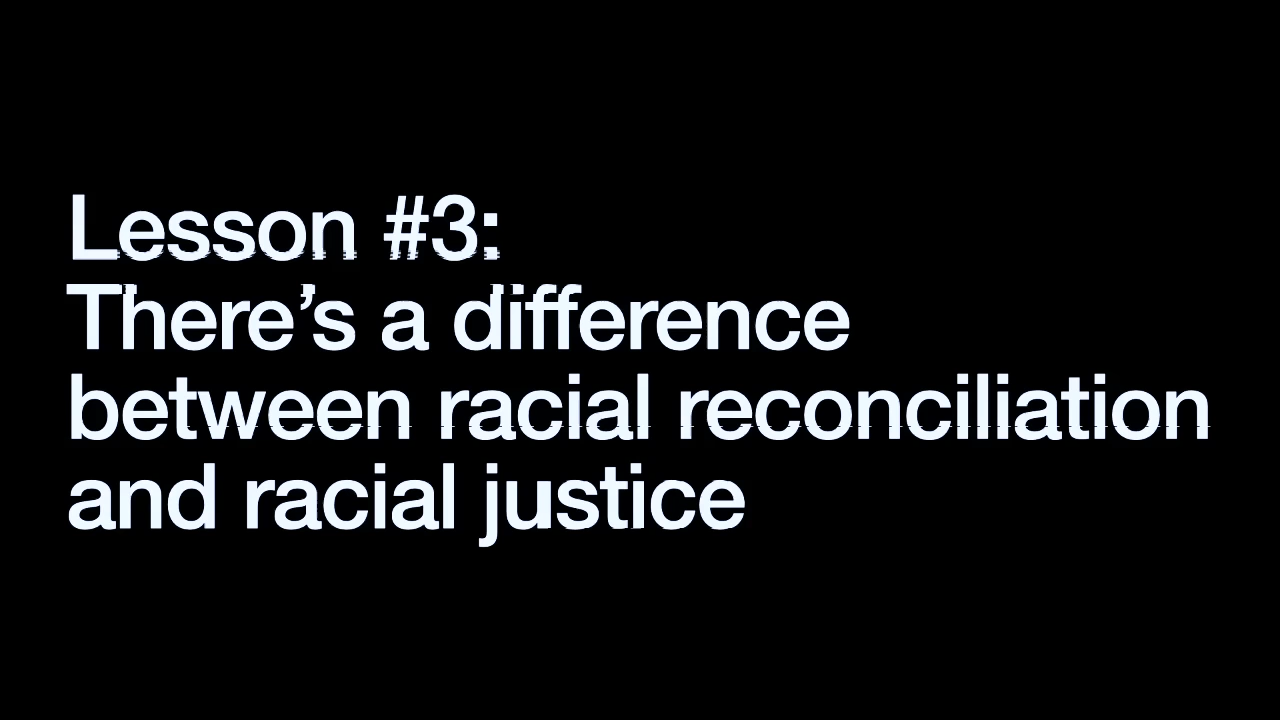 Lesson #3:
There’s a difference
between racial reconciliation
and racial justice